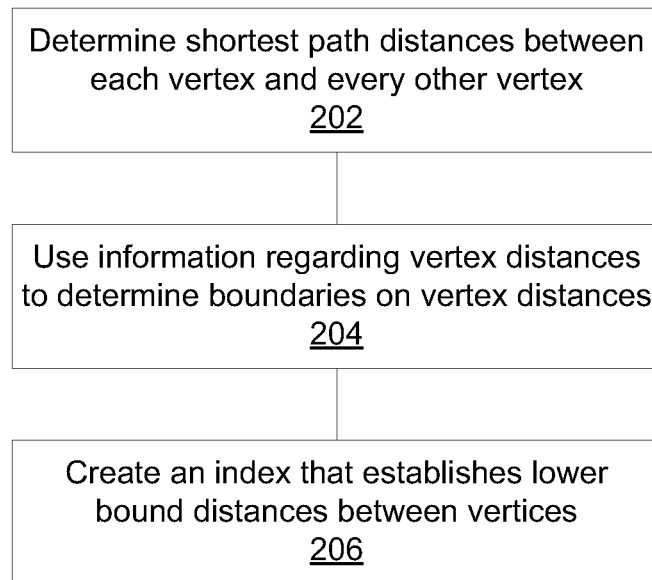 Determine shortest path distances between
each vertex and every other vertex
202
Use information regarding vertex distances
to determine boundaries on vertex distances
204
Create an index that establishes lower
bound distances between vertices
206